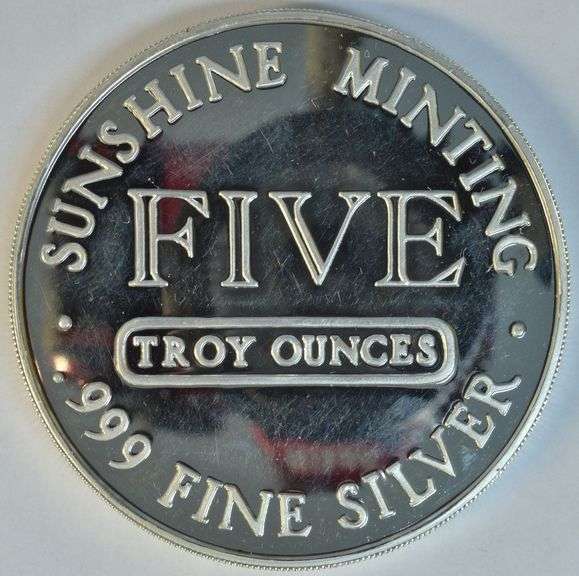 SUNSHINE MINTING
FIVE
TROY OUNCES
.999 FINE SILVER